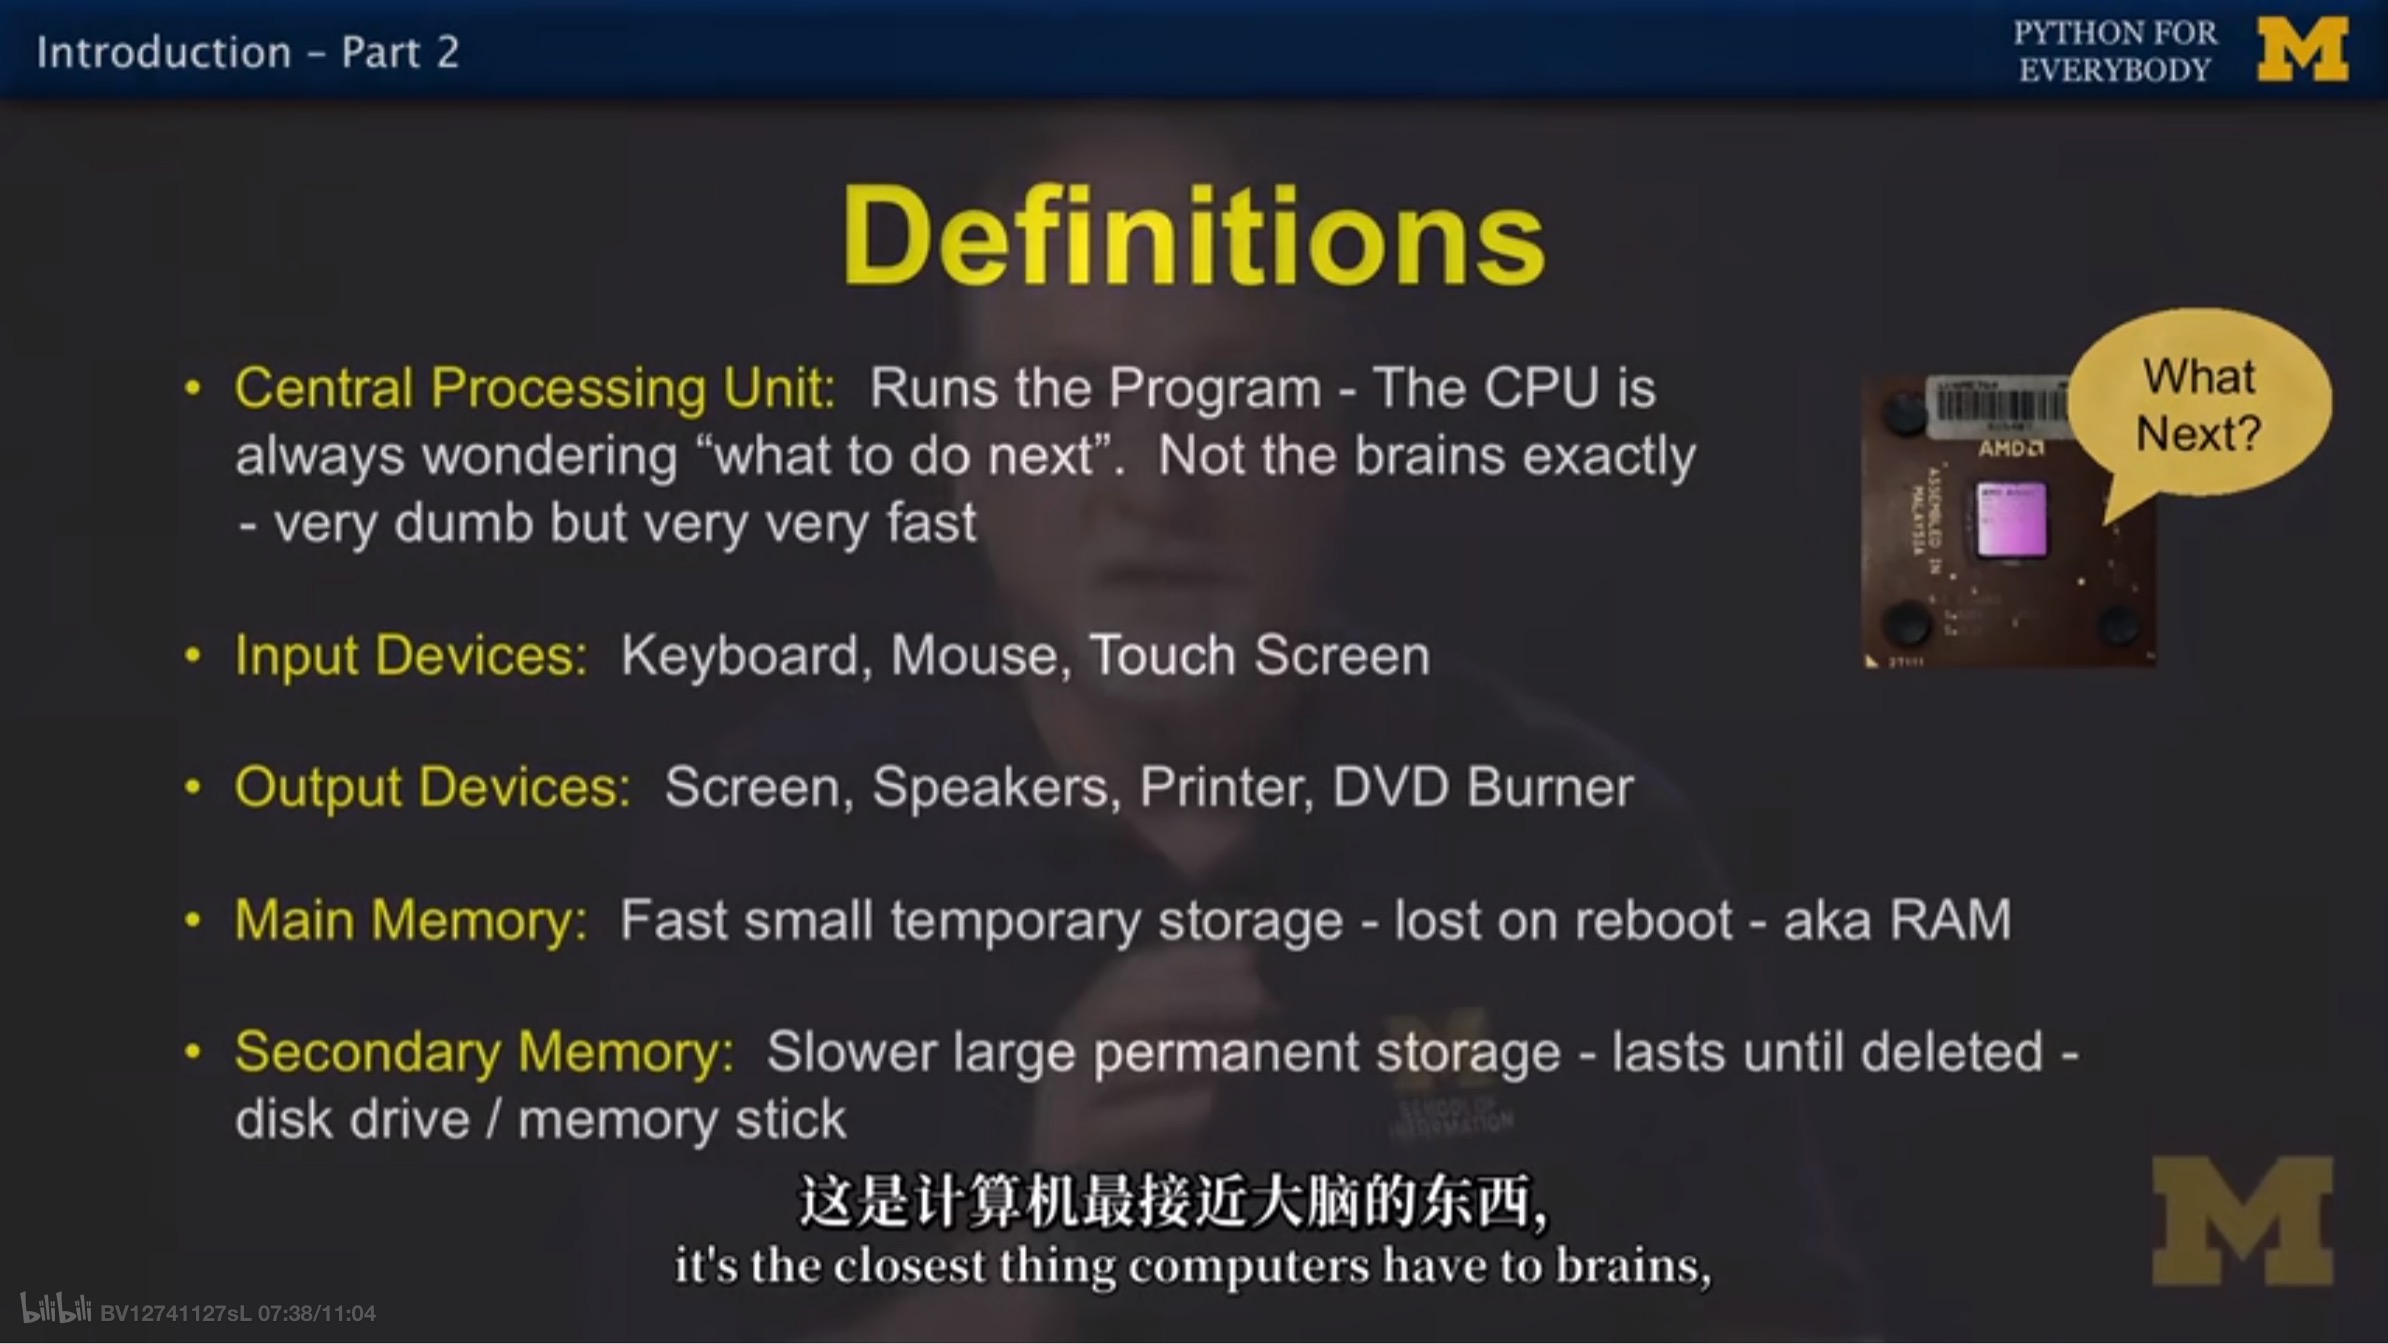 Introduction – Part 2
PYTHON FOR
EVERYBODY
M
Definitions
• Central Processing Unit: Runs the Program - The CPU is
always wondering “what to do next”. Not the brains exactly
- very dumb but very very fast
What
Next?
AMD
ASSEMBLED IN
MALAYSIA
• Input Devices: Keyboard, Mouse, Touch Screen
• Output Devices: Screen, Speakers, Printer, DVD Burner
• Main Memory: Fast small temporary storage - lost on reboot - aka RAM
• Secondary Memory: Slower large permanent storage - lasts until deleted -
disk drive / memory stick
M
SCHOOL OF
INFORMATION
这是计算机最接近大脑的东西,
it's the closest thing computers have to brains,
M
bilibili BV12741127sL 07:38/11:04